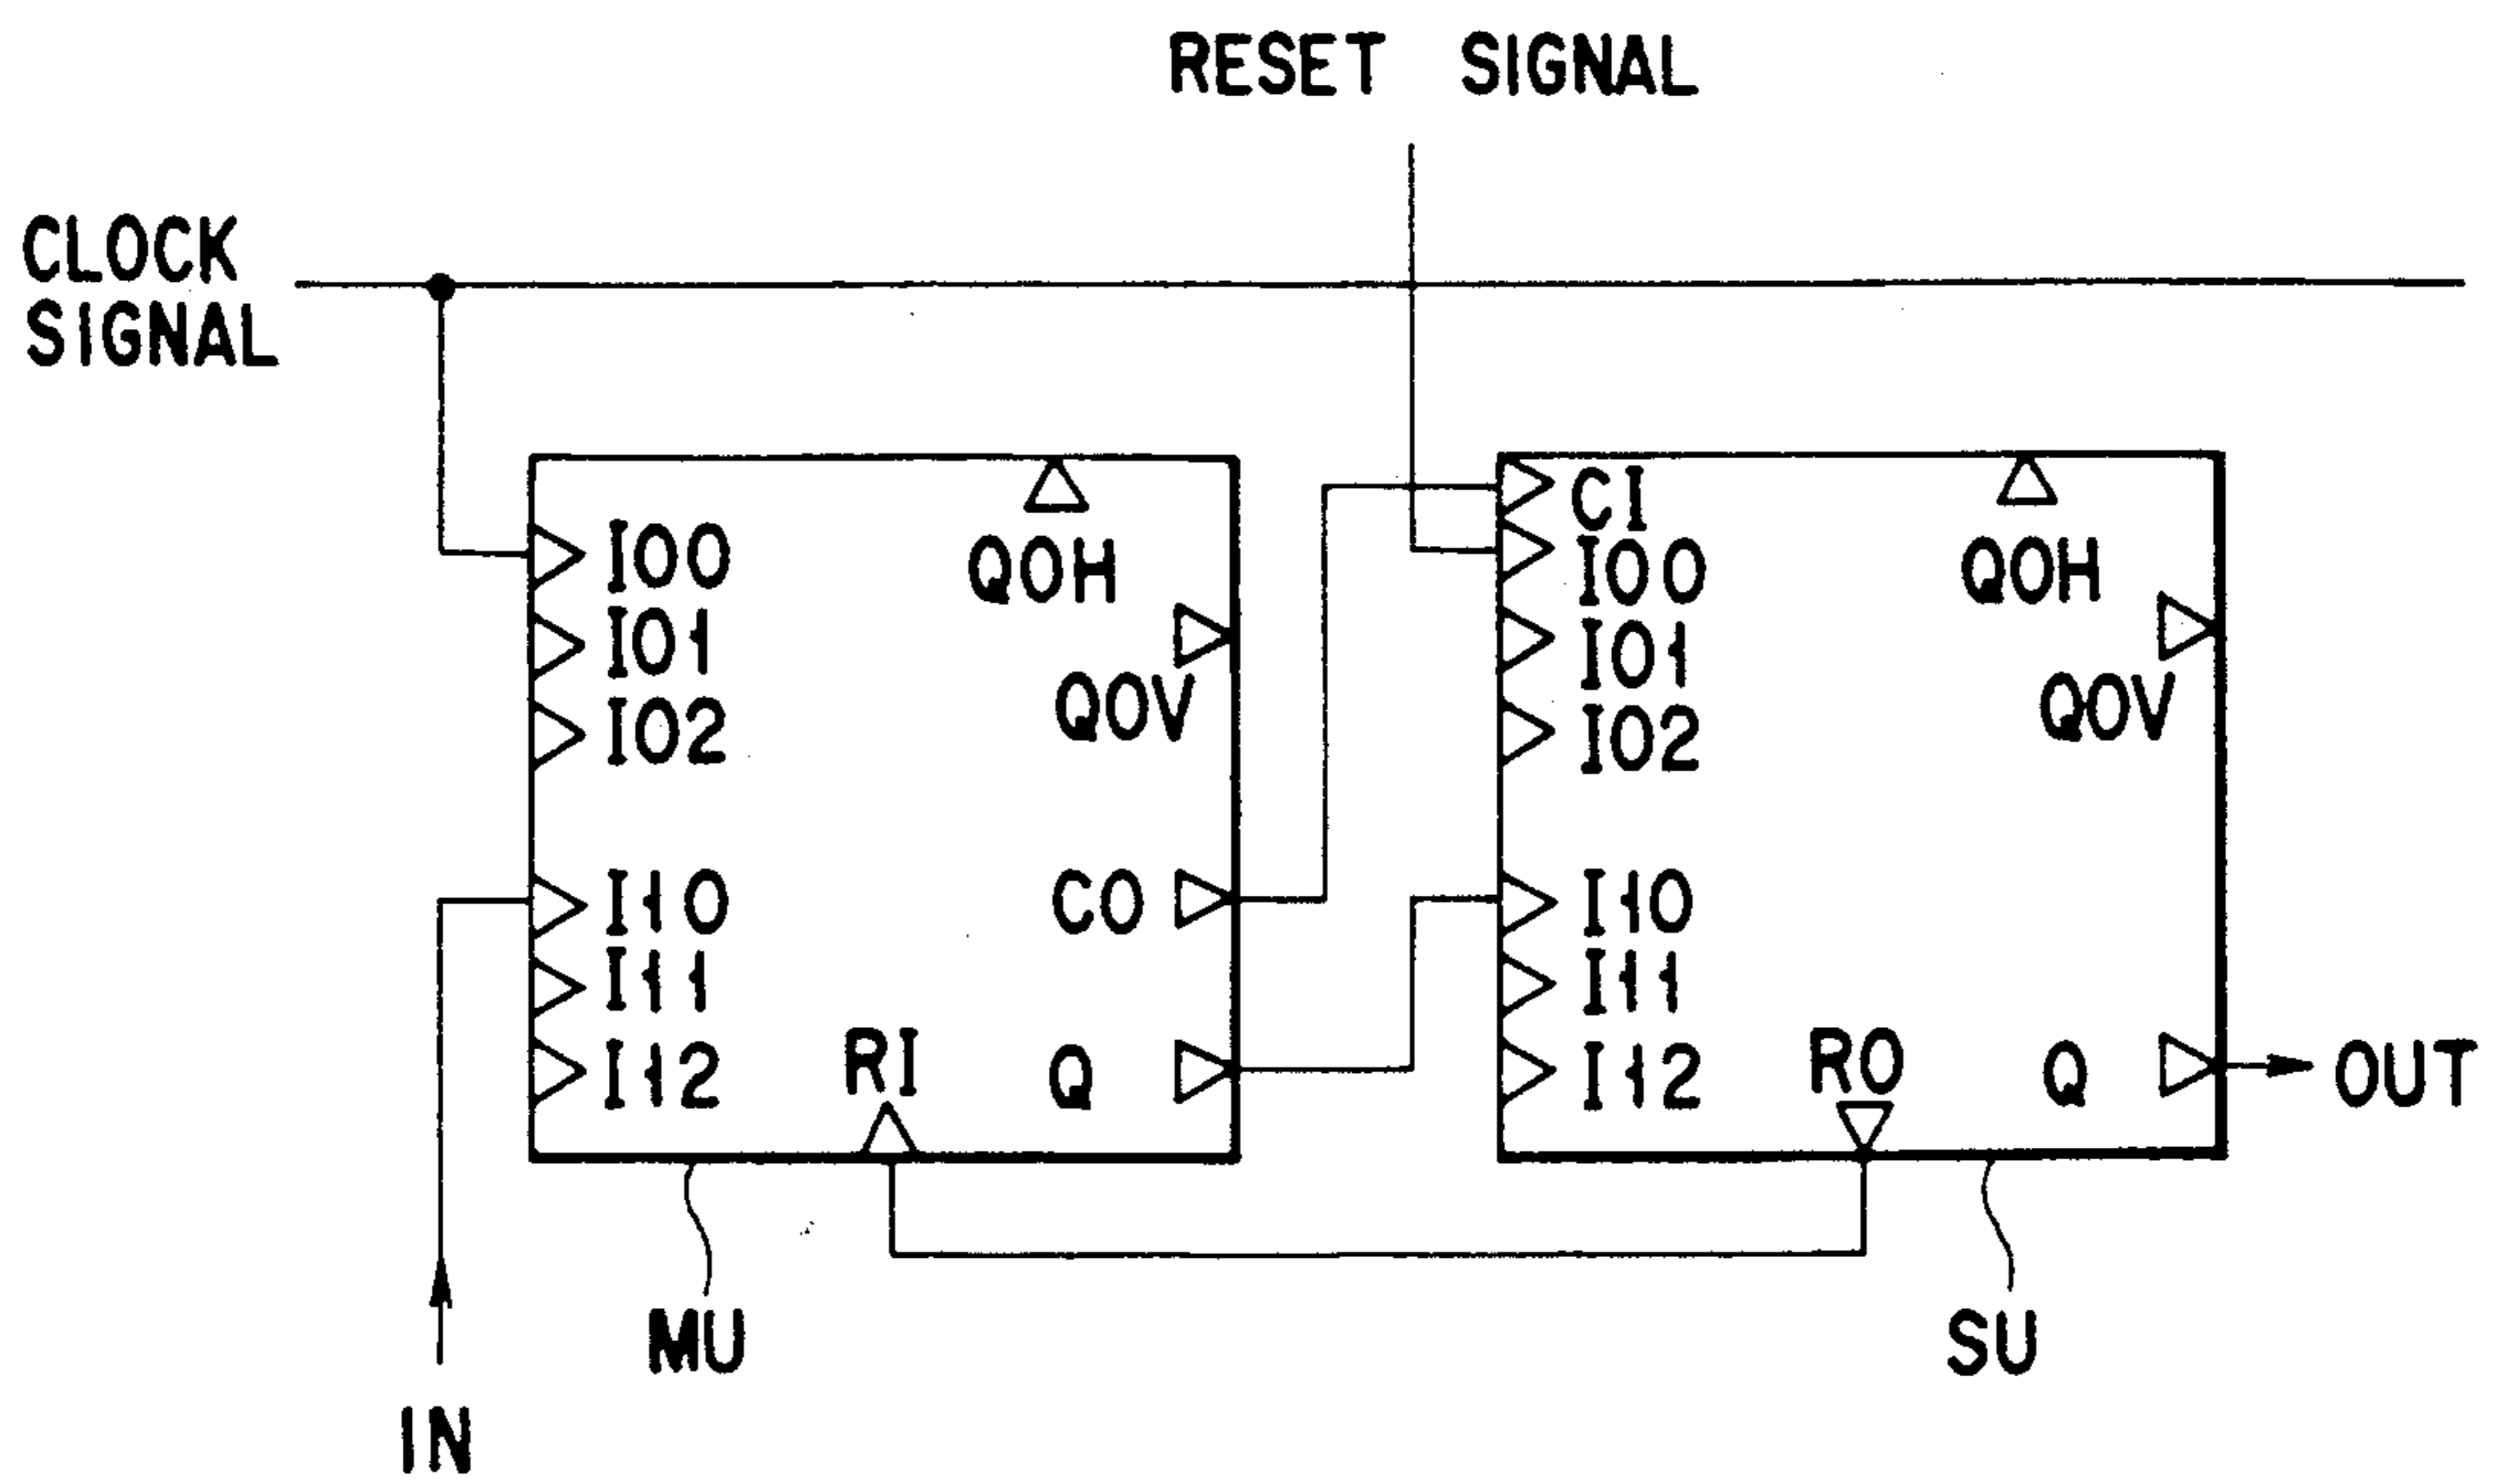 RESET SIGNAL
CLOCK
SIGNAL
I00
I01
I02
I10
I11
I12
QOH
QOV
CO
RI
Q
CI
I00
I01
I02
I10
I11
I12
QOH
QOV
RO
Q
OUT
MU
SU
IN